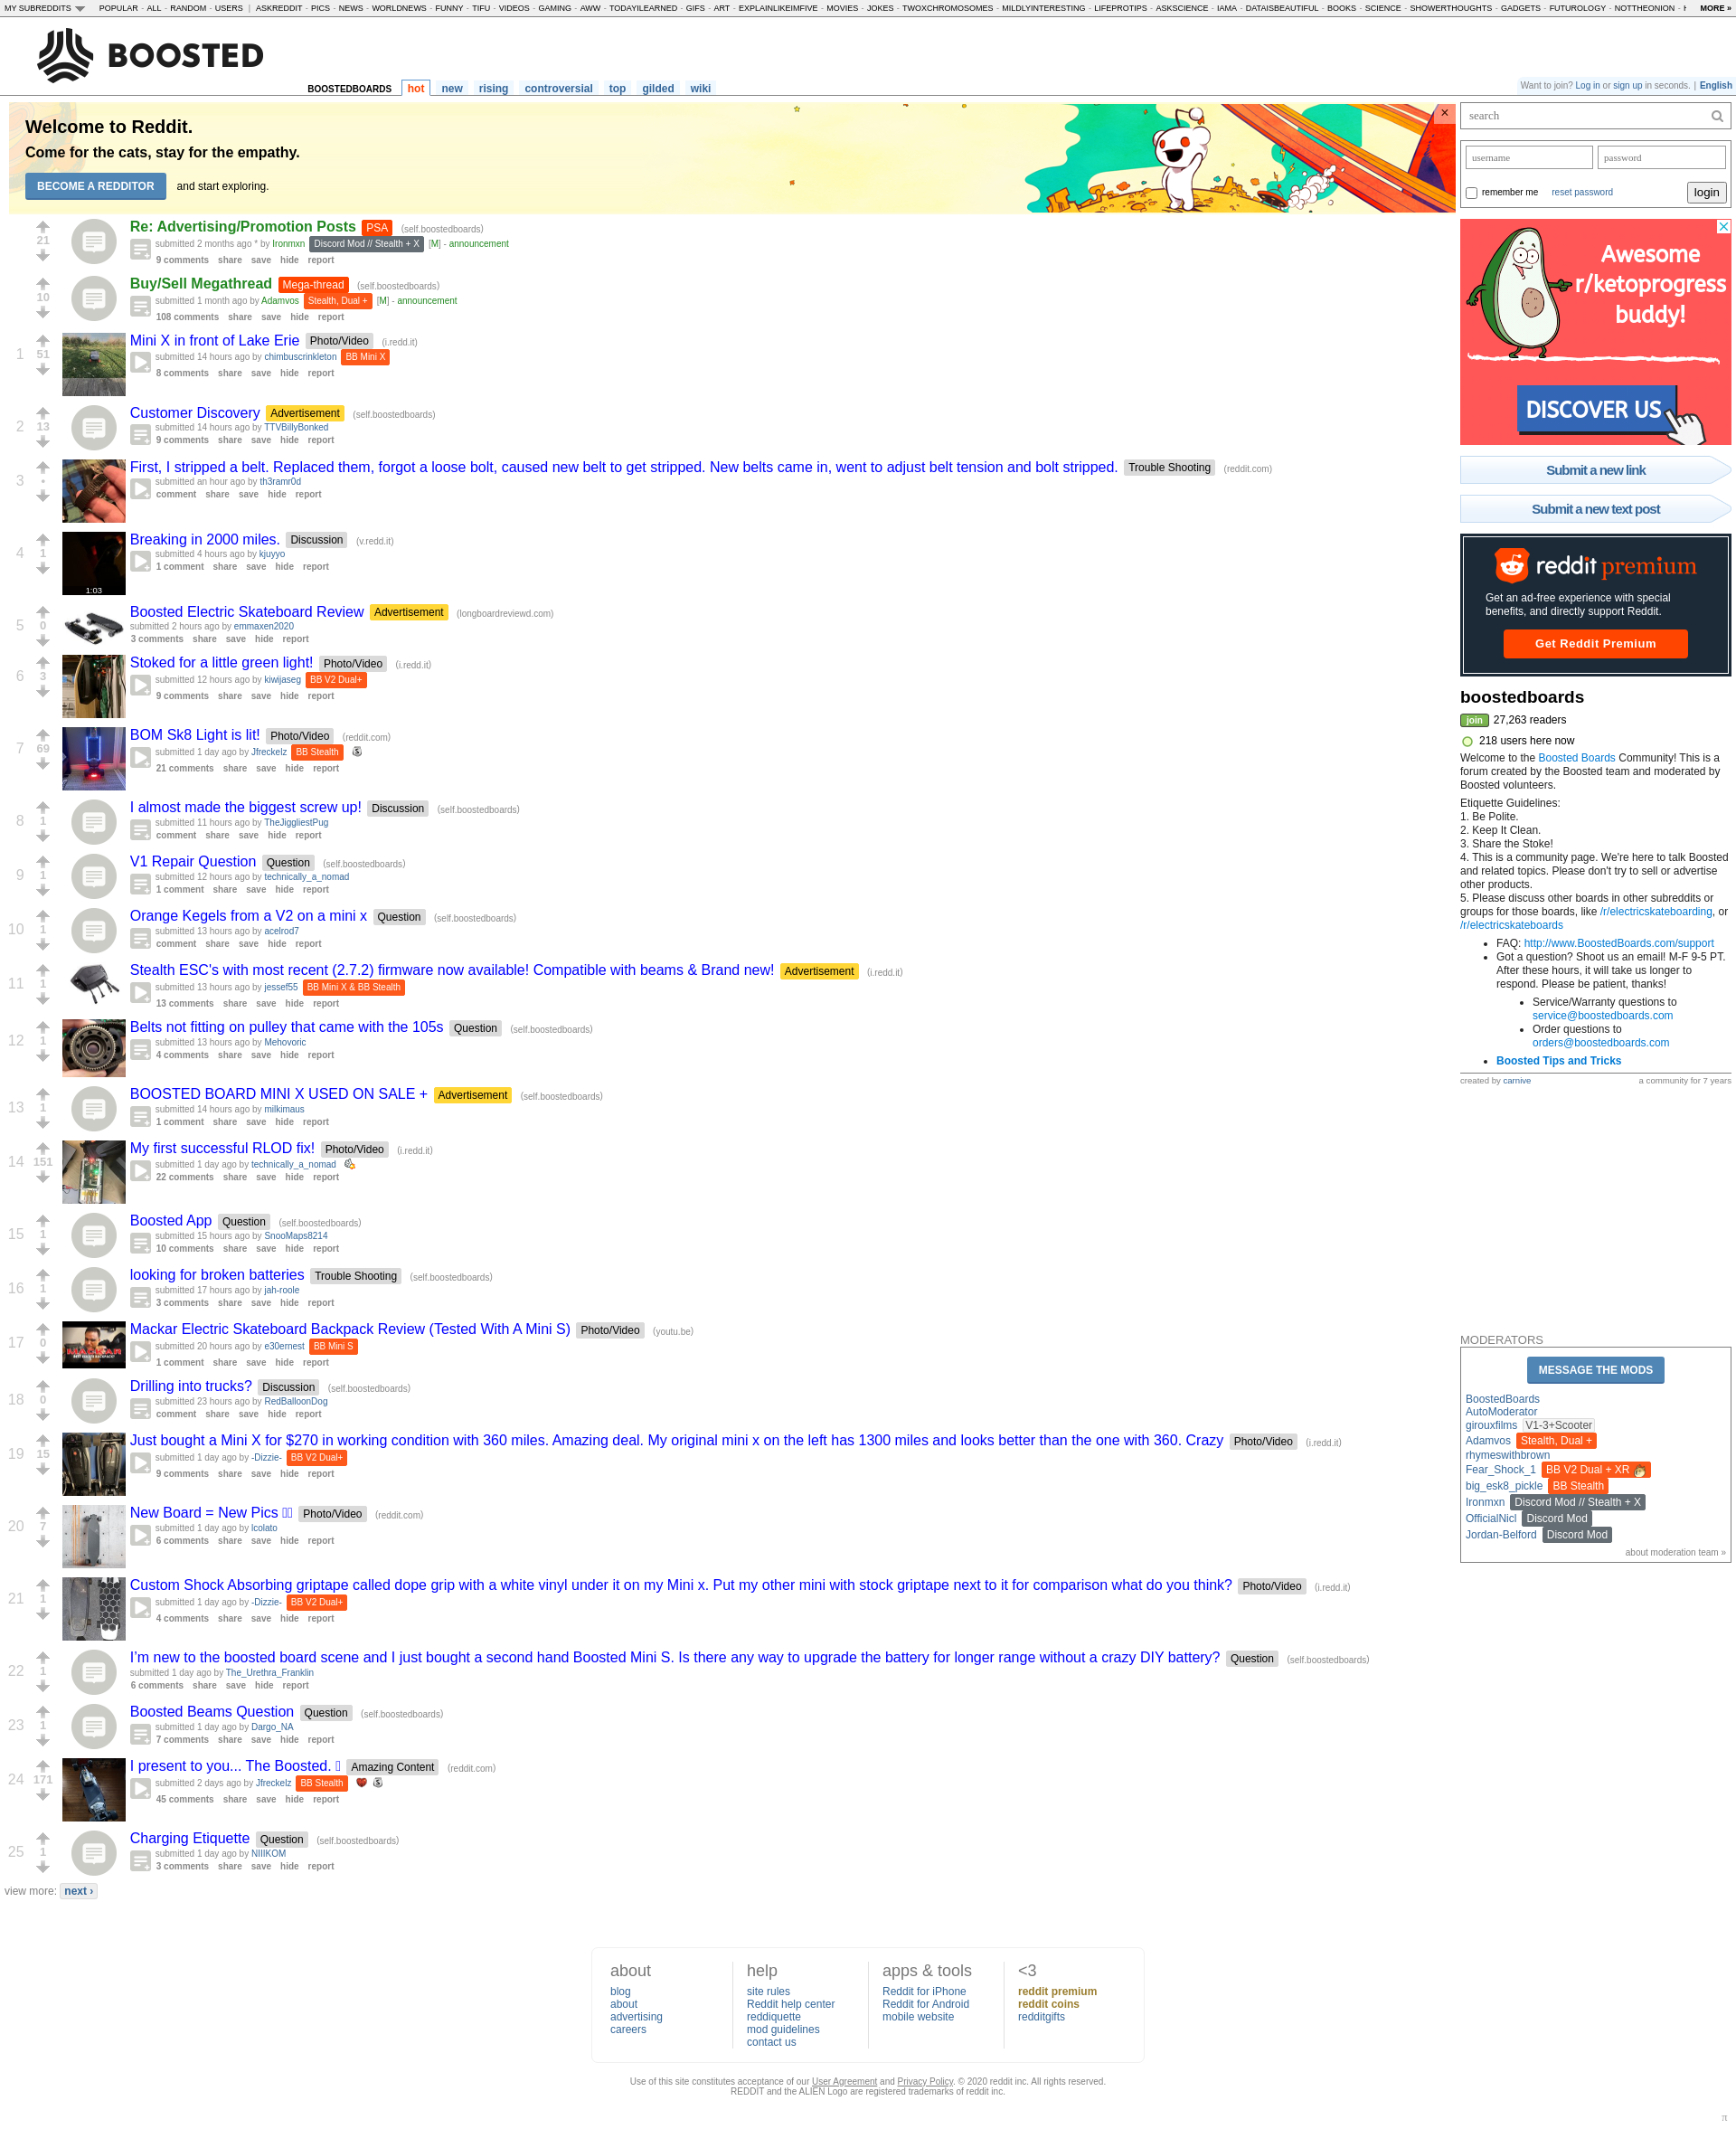 MY SUBREDDITS POPULAR - ALL - RANDOM - USERS | ASKREDDIT - PICS - NEWS - WORLDNEWS - FUNNY - TIFU - VIDEOS - GAMING - AWW - TODAYILEARNED - GIFS - ART - EXPLAINLIKEIMFIVE - MOVIES - JOKES - TWOXCHROMOSOMES - MILDLYINTERESTING - LIFEPROTIPS - ASKSCIENCE - IAMA - DATAISBEAUTIFUL - BOOKS - SCIENCE - SHOWERTHOUGHTS - GADGETS - FUTUROLOGY - NOTTHEONION - MORE »
BOOSTED
BOOSTEDBOARDS hot new rising controversial top gilded wiki
Want to join? Log in or sign up in seconds. | English
Welcome to Reddit.
Come for the cats, stay for the empathy.
BECOME A REDDITOR and start exploring.
×
21
Re: Advertising/Promotion Posts PSA (self.boostedboards)
submitted 2 months ago * by Ironmxn Discord Mod // Stealth + X [M] - announcement
9 comments share save hide report
10
Buy/Sell Megathread Mega-thread (self.boostedboards)
submitted 1 month ago by Adamvos Stealth, Dual + [M] - announcement
108 comments share save hide report
1 51
Mini X in front of Lake Erie Photo/Video (i.redd.it)
submitted 14 hours ago by chimbuscrinkleton BB Mini X
8 comments share save hide report
2 13
Customer Discovery Advertisement (self.boostedboards)
submitted 14 hours ago by TTVBillyBonked
9 comments share save hide report
3 •
First, I stripped a belt. Replaced them, forgot a loose bolt, caused new belt to get stripped. New belts came in, went to adjust belt tension and bolt stripped. Trouble Shooting (reddit.com)
submitted an hour ago by th3ramr0d
comment share save hide report
4 1
1:03
Breaking in 2000 miles. Discussion (v.redd.it)
submitted 4 hours ago by kjuyyo
1 comment share save hide report
5 0
Boosted Electric Skateboard Review Advertisement (longboardreviewd.com)
submitted 2 hours ago by emmaxen2020
3 comments share save hide report
6 3
Stoked for a little green light! Photo/Video (i.redd.it)
submitted 12 hours ago by kiwijaseg BB V2 Dual+
9 comments share save hide report
7 69
BOM Sk8 Light is lit! Photo/Video (reddit.com)
submitted 1 day ago by Jfreckelz BB Stealth
21 comments share save hide report
8 1
I almost made the biggest screw up! Discussion (self.boostedboards)
submitted 11 hours ago by TheJiggliestPug
comment share save hide report
9 1
V1 Repair Question Question (self.boostedboards)
submitted 12 hours ago by technically_a_nomad
1 comment share save hide report
10 1
Orange Kegels from a V2 on a mini x Question (self.boostedboards)
submitted 13 hours ago by acelrod7
comment share save hide report
11 1
Stealth ESC's with most recent (2.7.2) firmware now available! Compatible with beams & Brand new! Advertisement (i.redd.it)
submitted 13 hours ago by jessef55 BB Mini X & BB Stealth
13 comments share save hide report
12 1
Belts not fitting on pulley that came with the 105s Question (self.boostedboards)
submitted 13 hours ago by Mehovoric
4 comments share save hide report
13 1
BOOSTED BOARD MINI X USED ON SALE + Advertisement (self.boostedboards)
submitted 14 hours ago by milkimaus
1 comment share save hide report
14 151
My first successful RLOD fix! Photo/Video (i.redd.it)
submitted 1 day ago by technically_a_nomad
22 comments share save hide report
15 1
Boosted App Question (self.boostedboards)
submitted 15 hours ago by SnooMaps8214
10 comments share save hide report
16 1
looking for broken batteries Trouble Shooting (self.boostedboards)
submitted 17 hours ago by jah-roole
3 comments share save hide report
17 0
MACKAR
Mackar Electric Skateboard Backpack Review (Tested With A Mini S) Photo/Video (youtu.be)
submitted 20 hours ago by e30ernest BB Mini S
1 comment share save hide report
18 0
Drilling into trucks? Discussion (self.boostedboards)
submitted 23 hours ago by RedBalloonDog
comment share save hide report
19 15
Just bought a Mini X for $270 in working condition with 360 miles. Amazing deal. My original mini x on the left has 1300 miles and looks better than the one with 360. Crazy Photo/Video (i.redd.it)
submitted 1 day ago by -Dizzie- BB V2 Dual+
9 comments share save hide report
20 7
New Board = New Pics Photo/Video (reddit.com)
submitted 1 day ago by lcolato
6 comments share save hide report
21 1
Custom Shock Absorbing griptape called dope grip with a white vinyl under it on my Mini x. Put my other mini with stock griptape next to it for comparison what do you think? Photo/Video (i.redd.it)
submitted 1 day ago by -Dizzie- BB V2 Dual+
4 comments share save hide report
22 1
I'm new to the boosted board scene and I just bought a second hand Boosted Mini S. Is there any way to upgrade the battery for longer range without a crazy DIY battery? Question (self.boostedboards)
submitted 1 day ago by The_Urethra_Franklin
6 comments share save hide report
23 1
Boosted Beams Question Question (self.boostedboards)
submitted 1 day ago by Dargo_NA
7 comments share save hide report
24 171
I present to you... The Boosted. Amazing Content (reddit.com)
submitted 2 days ago by Jfreckelz BB Stealth
45 comments share save hide report
25 1
Charging Etiquette Question (self.boostedboards)
submitted 1 day ago by NIIIKOM
3 comments share save hide report
view more: next ›
search
username password
remember me reset password login
Awesome
r/ketoprogress
buddy!
DISCOVER US
Submit a new link
Submit a new text post
reddit premium
Get an ad-free experience with special
benefits, and directly support Reddit.
Get Reddit Premium
boostedboards
join 27,263 readers
218 users here now
Welcome to the Boosted Boards Community! This is a
forum created by the Boosted team and moderated by
Boosted volunteers.
Etiquette Guidelines:
1. Be Polite.
2. Keep It Clean.
3. Share the Stoke!
4. This is a community page. We're here to talk Boosted
and related topics. Please don't try to sell or advertise
other products.
5. Please discuss other boards in other subreddits or
groups for those boards, like /r/electricskateboarding, or
/r/electricskateboards
• FAQ: http://www.BoostedBoards.com/support
• Got a question? Shoot us an email! M-F 9-5 PT.
After these hours, it will take us longer to
respond. Please be patient, thanks!
• Service/Warranty questions to
service@boostedboards.com
• Order questions to
orders@boostedboards.com
• Boosted Tips and Tricks
created by carnive a community for 7 years
MODERATORS
MESSAGE THE MODS
BoostedBoards
AutoModerator
girouxfilms V1-3+Scooter
Adamvos Stealth, Dual +
rhymeswithbrown
Fear_Shock_1 BB V2 Dual + XR
big_esk8_pickle BB Stealth
Ironmxn Discord Mod // Stealth + X
OfficialNicl Discord Mod
Jordan-Belford Discord Mod
about moderation team »
about
blog
about
advertising
careers
help
site rules
Reddit help center
reddiquette
mod guidelines
contact us
apps & tools
Reddit for iPhone
Reddit for Android
mobile website
<3
reddit premium
reddit coins
redditgifts
Use of this site constitutes acceptance of our User Agreement and Privacy Policy. © 2020 reddit inc. All rights reserved.
REDDIT and the ALIEN Logo are registered trademarks of reddit inc.
π